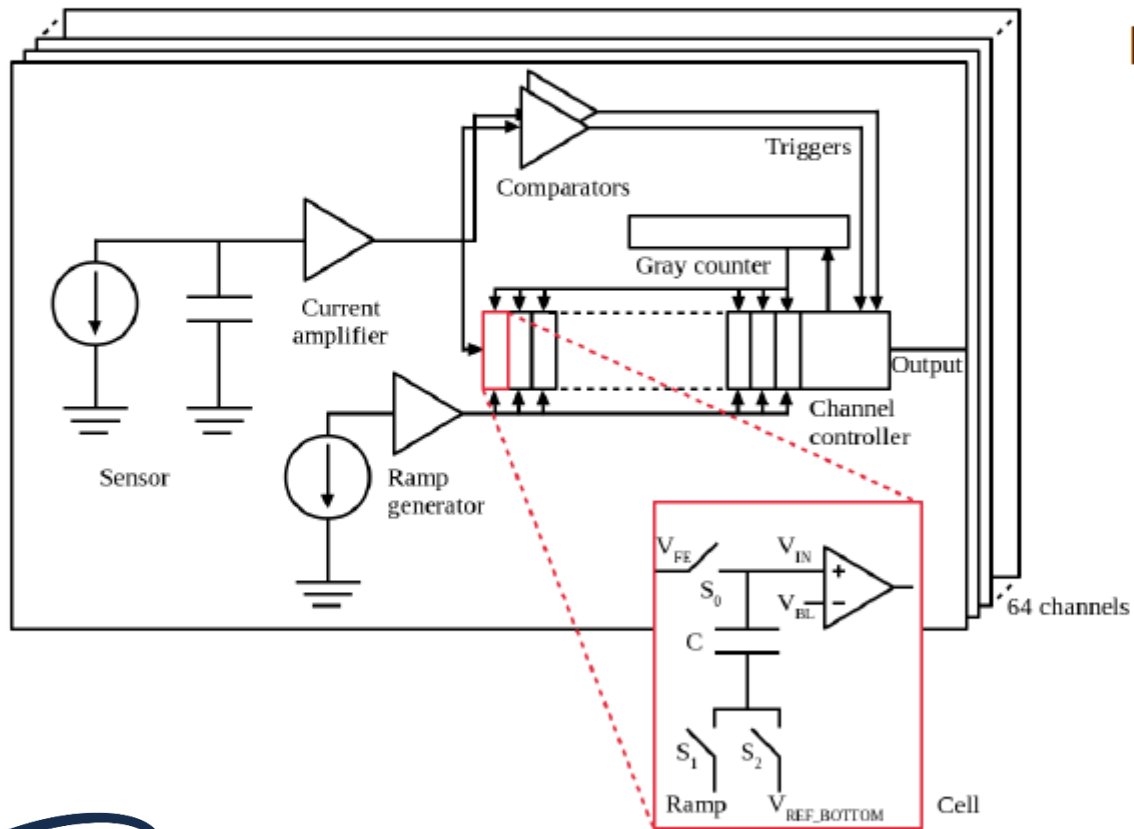 Triggers
Comparators
Gray counter
Current
amplifier
Output
Channel
controller
Sensor
Ramp
generator
V_FE
S_0
V_IN
+
V_BL
−
C
S_1
S_2
Ramp
V_REF_BOTTOM
Cell
64 channels